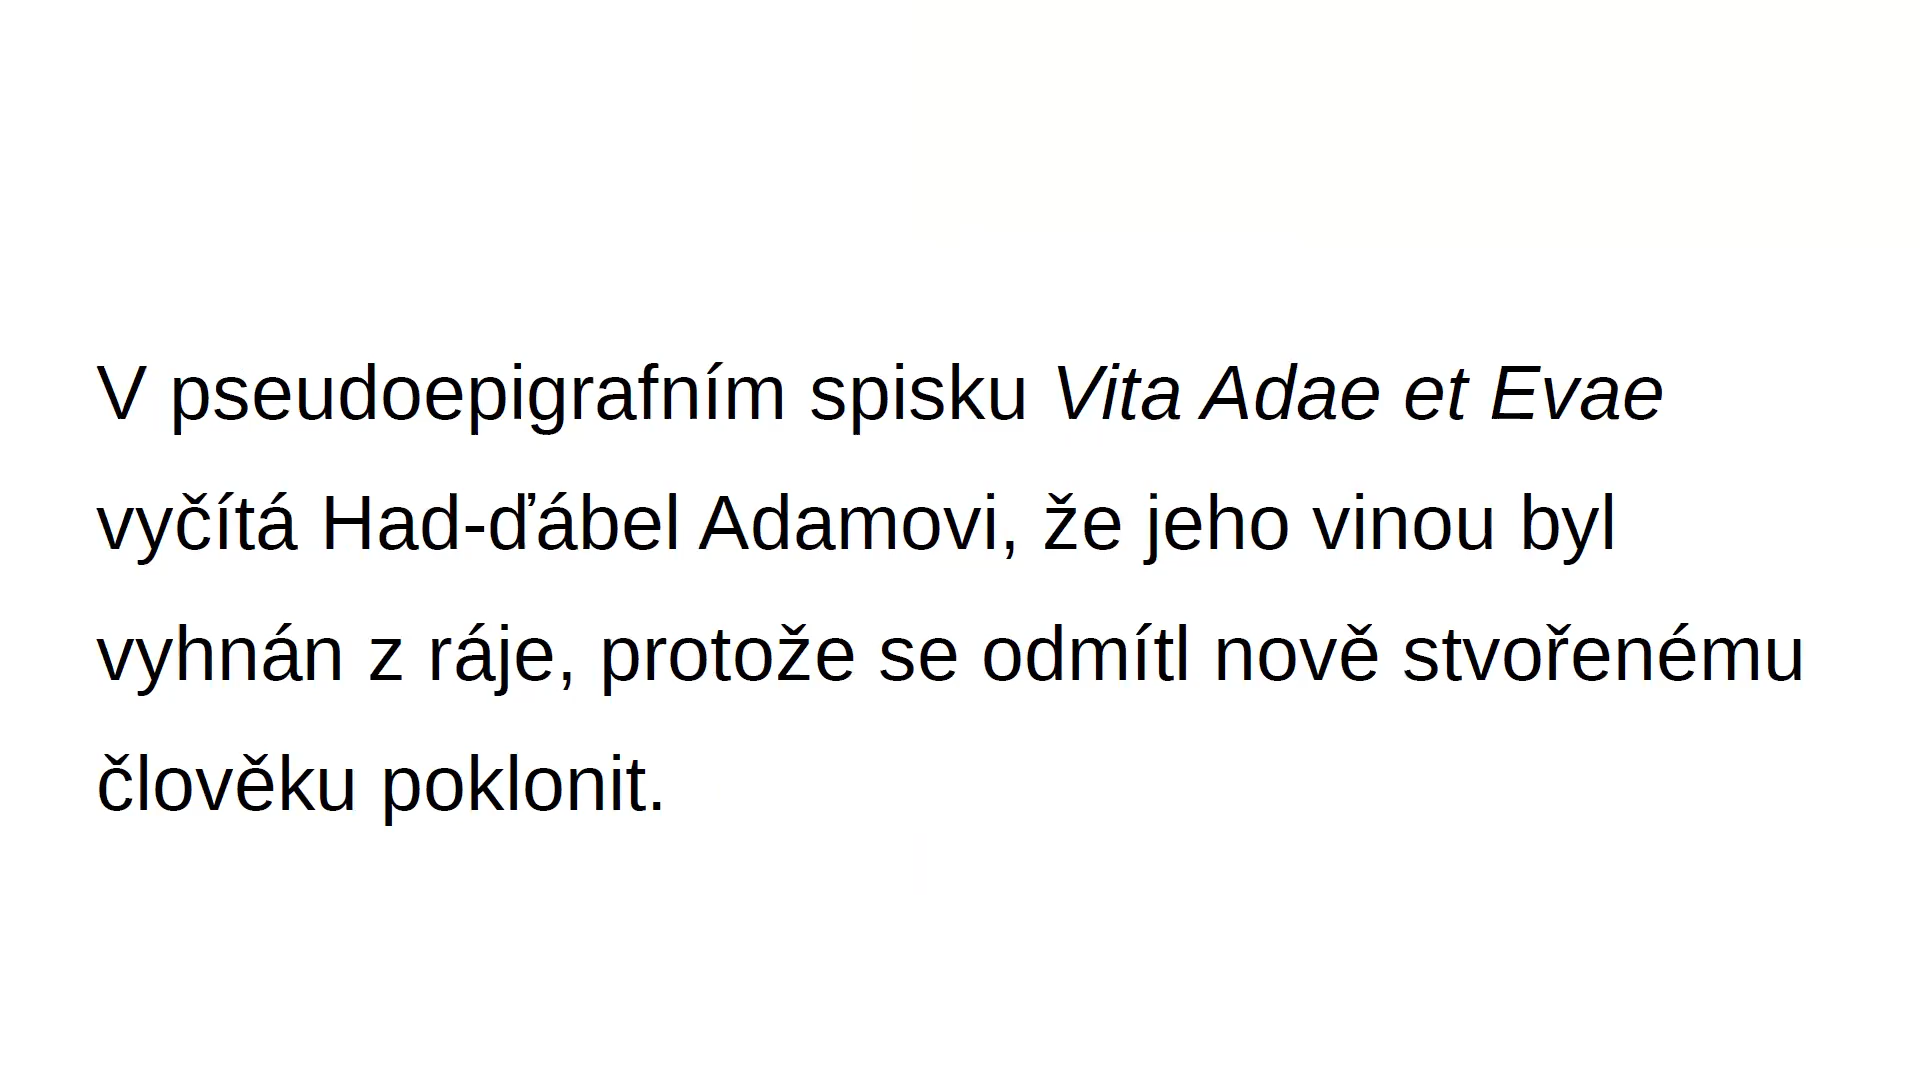 V pseudoepigrafním spisku Vita Adae et Evae
vyčítá Had-ďábel Adamovi, že jeho vinou byl
vyhnán z ráje, protože se odmítl nově stvořenému
člověku poklonit.